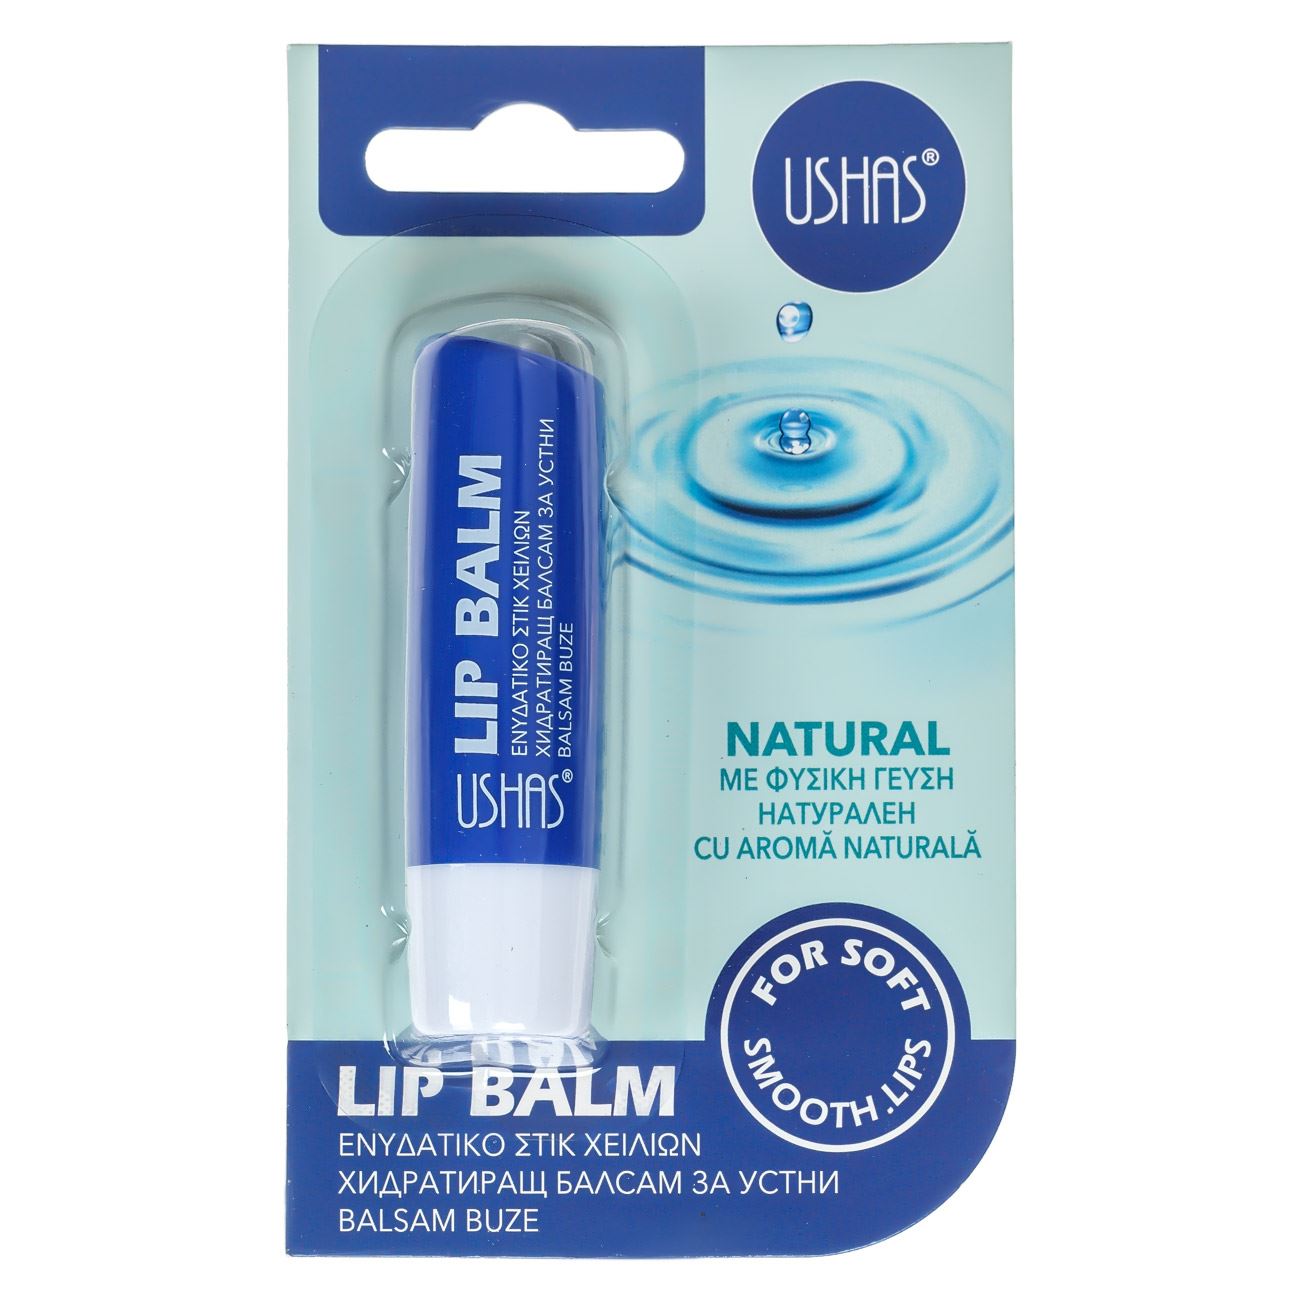 USHAS®
LIP BALM
ΕΝΥΔΑΤΙΚΟ ΣΤΙΚ ΧΕΙΛΙΩΝ
ХИДРАТИРАЩ БАЛСАМ ЗА УСТНИ
BALSAM BUZE
USHAS®
NATURAL
ΜΕ ΦΥΣΙΚΗ ΓΕΥΣΗ
НАТУРАЛЕН
CU AROMĂ NATURALĂ
FOR SOFT
SMOOTH .LIPS
LIP BALM
ΕΝΥΔΑΤΙΚΟ ΣΤΙΚ ΧΕΙΛΙΩΝ
ХИДРАТИРАЩ БАЛСАМ ЗА УСТНИ
BALSAM BUZE